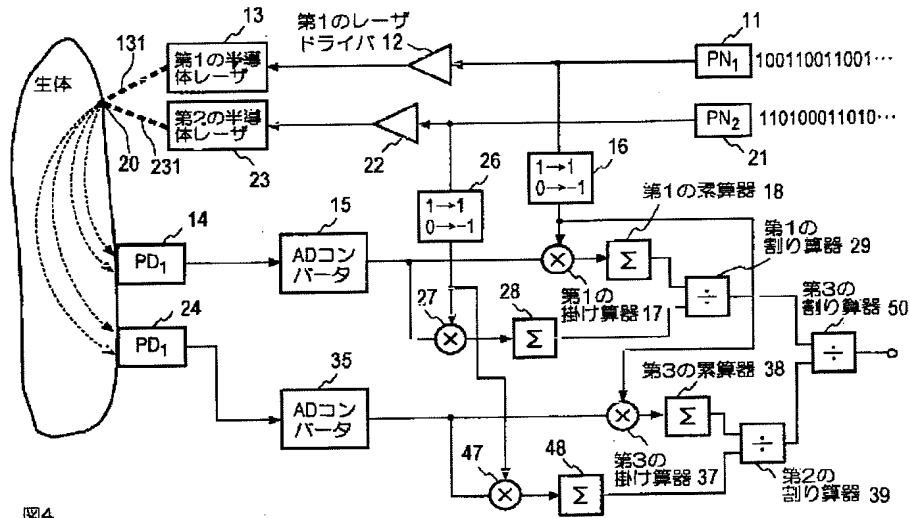 13
第1のレーザ
ドライバ 12
11
131
第1の半導
体レーザ
PN₁
100110011001…
生体
第2の半導
体レーザ
PN₂
110100011010…
20
231
23
22
21
26
16
1→1
0→-1
1→1
0→-1
第1の累算器 18
14
15
第1の
割り算器 29
PD₁
ADコン
バータ
×
Σ
÷
第3の
割り算器 50
24
27
28
第1の
掛け算器 17
PD₁
×
Σ
÷
35
第3の累算器 38
ADコン
バータ
×
Σ
÷
47
48
第3の
掛け算器 37
第2の
割り算器 39
×
Σ
図4